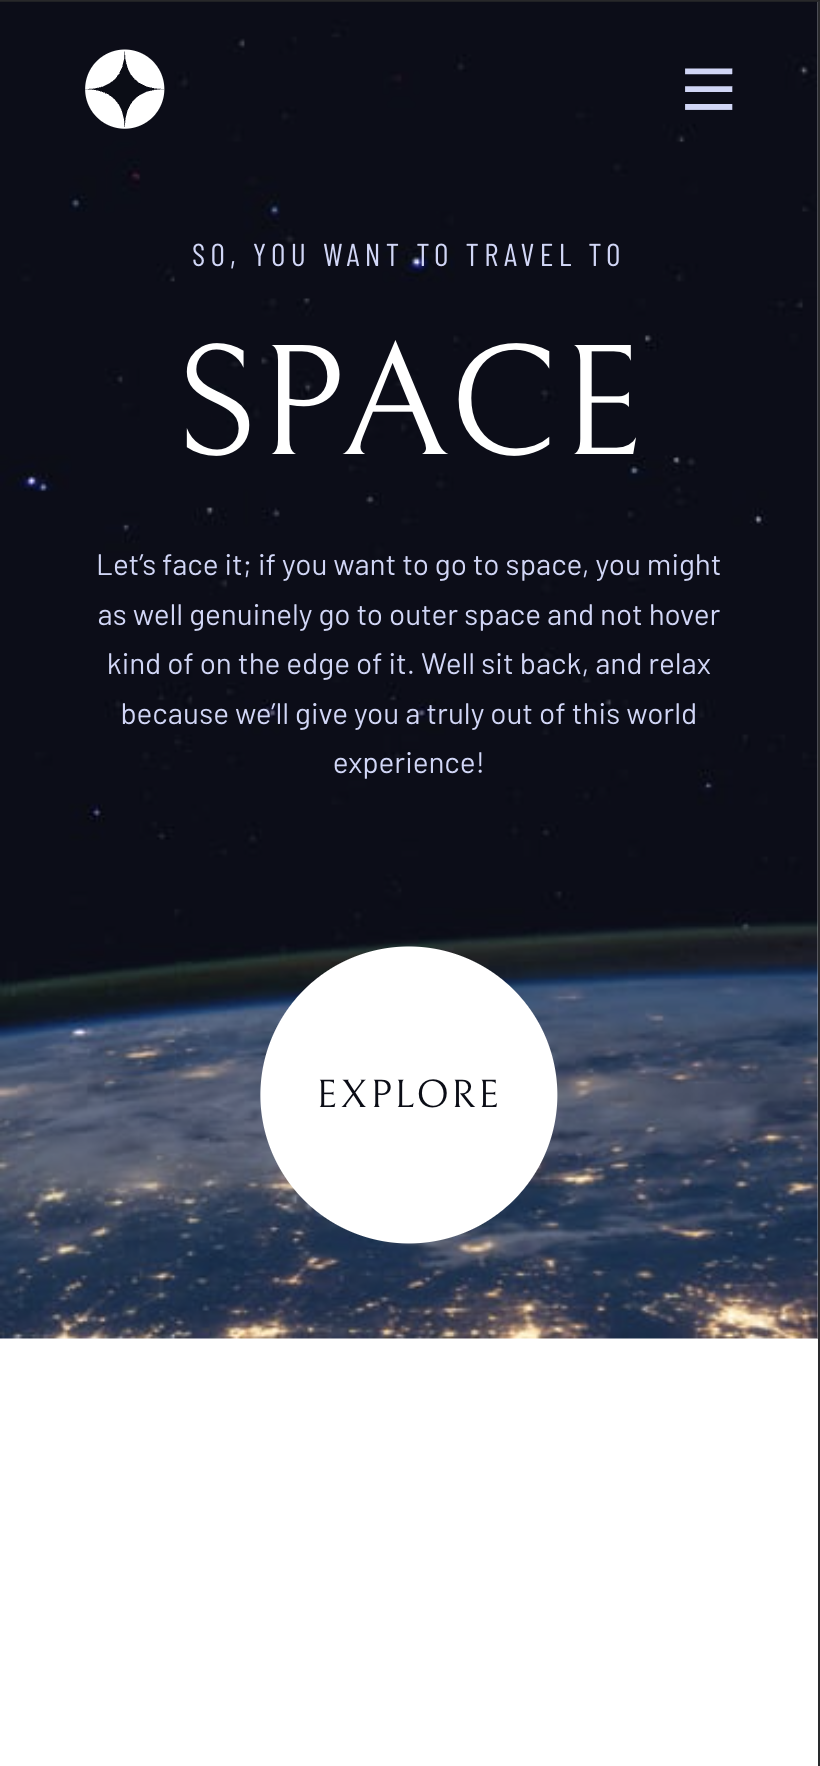 SO, YOU WANT TO TRAVEL TO
SPACE
Let’s face it; if you want to go to space, you might
as well genuinely go to outer space and not hover
kind of on the edge of it. Well sit back, and relax
because we’ll give you a truly out of this world
experience!
EXPLORE